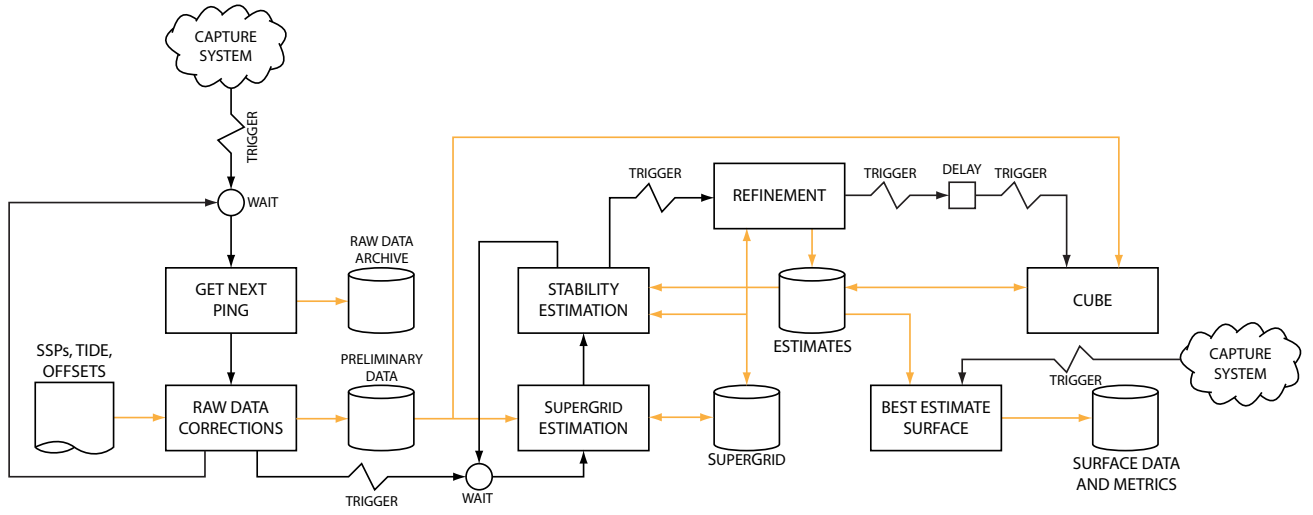 CAPTURE
SYSTEM
TRIGGER
WAIT
GET NEXT
PING
RAW DATA
ARCHIVE
SSPs, TIDE,
OFFSETS
RAW DATA
CORRECTIONS
PRELIMINARY
DATA
TRIGGER
WAIT
SUPERGRID
ESTIMATION
STABILITY
ESTIMATION
TRIGGER
REFINEMENT
TRIGGER
DELAY
TRIGGER
ESTIMATES
CUBE
SUPERGRID
BEST ESTIMATE
SURFACE
TRIGGER
CAPTURE
SYSTEM
SURFACE DATA
AND METRICS